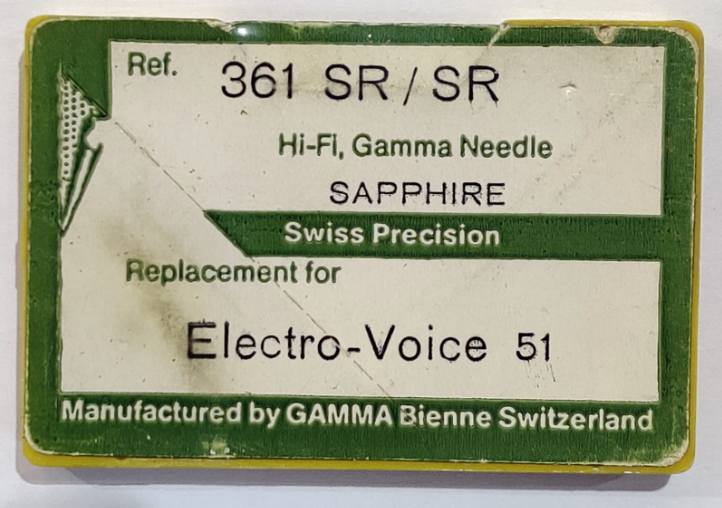 Ref. 361 SR / SR
Hi-Fi, Gamma Needle
SAPPHIRE
Swiss Precision
Replacement for
Electro-Voice 51
Manufactured by GAMMA Bienne Switzerland